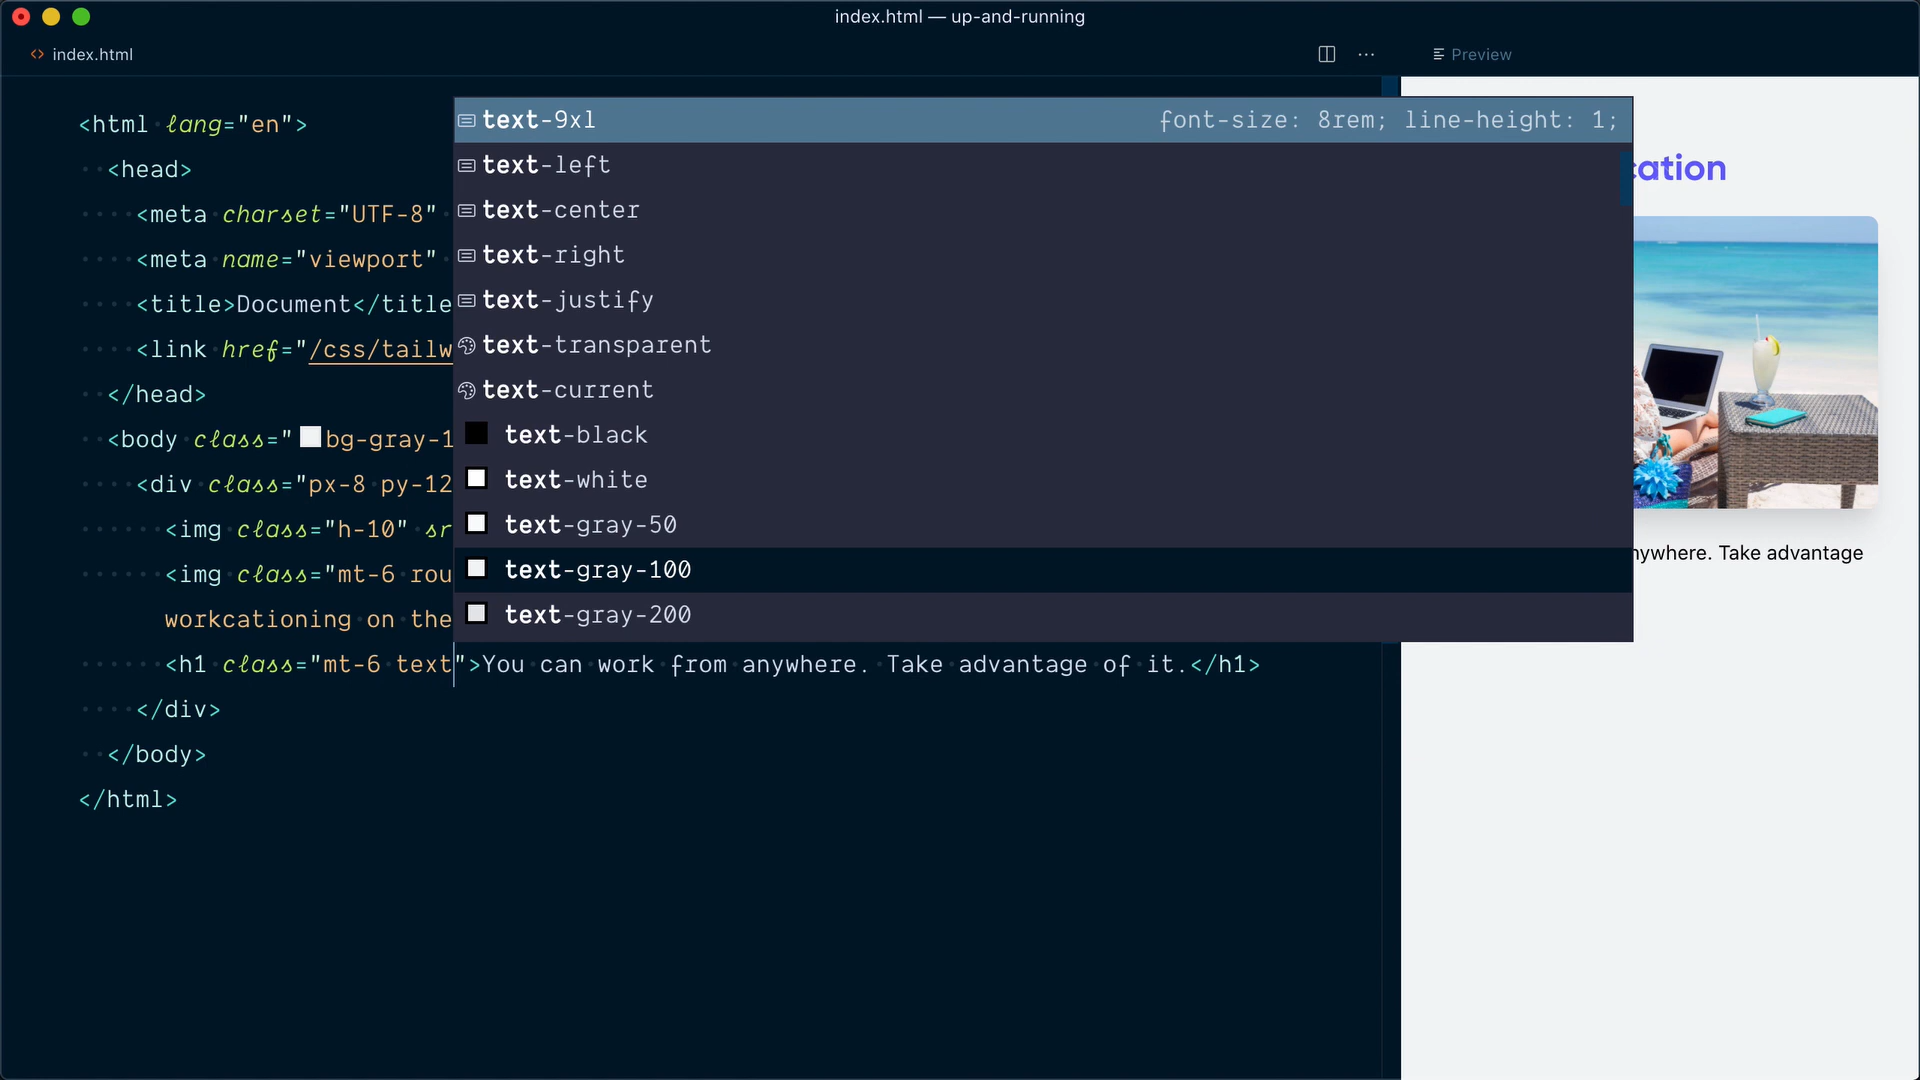 index.html — up-and-running
index.html
Preview
<html lang="en">
<head>
<meta charset="UTF-8"
<meta name="viewport"
<title>Document</title
<link href="/css/tailw
</head>
<body class="bg-gray-1
<div class="px-8 py-12
<img class="h-10" sr
<img class="mt-6 rou
workcationing on the
<h1 class="mt-6 text">You can work from anywhere. Take advantage of it.</h1>
</div>
</body>
</html>
text-9xl font-size: 8rem; line-height: 1;
text-left
text-center
text-right
text-justify
text-transparent
text-current
text-black
text-white
text-gray-50
text-gray-100
text-gray-200
cation
nywhere. Take advantage